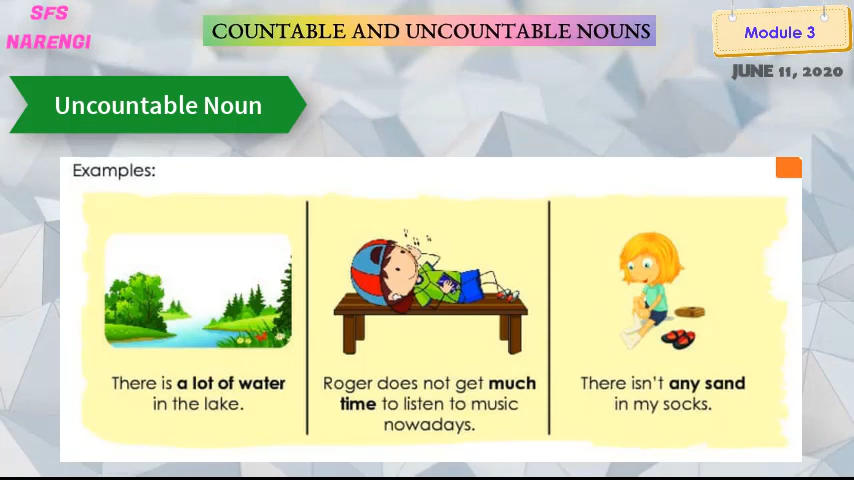 SFS
NARENGI
COUNTABLE AND UNCOUNTABLE NOUNS
Module 3
JUNE 11, 2020
Uncountable Noun
Examples:
There is a lot of water
in the lake.
Roger does not get much
time to listen to music
nowadays.
There isn't any sand
in my socks.